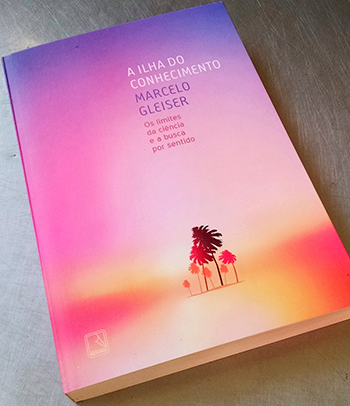 A ILHA DO
CONHECIMENTO
MARCELO
GLEISER
Os limites
da ciência
e a busca
por sentido